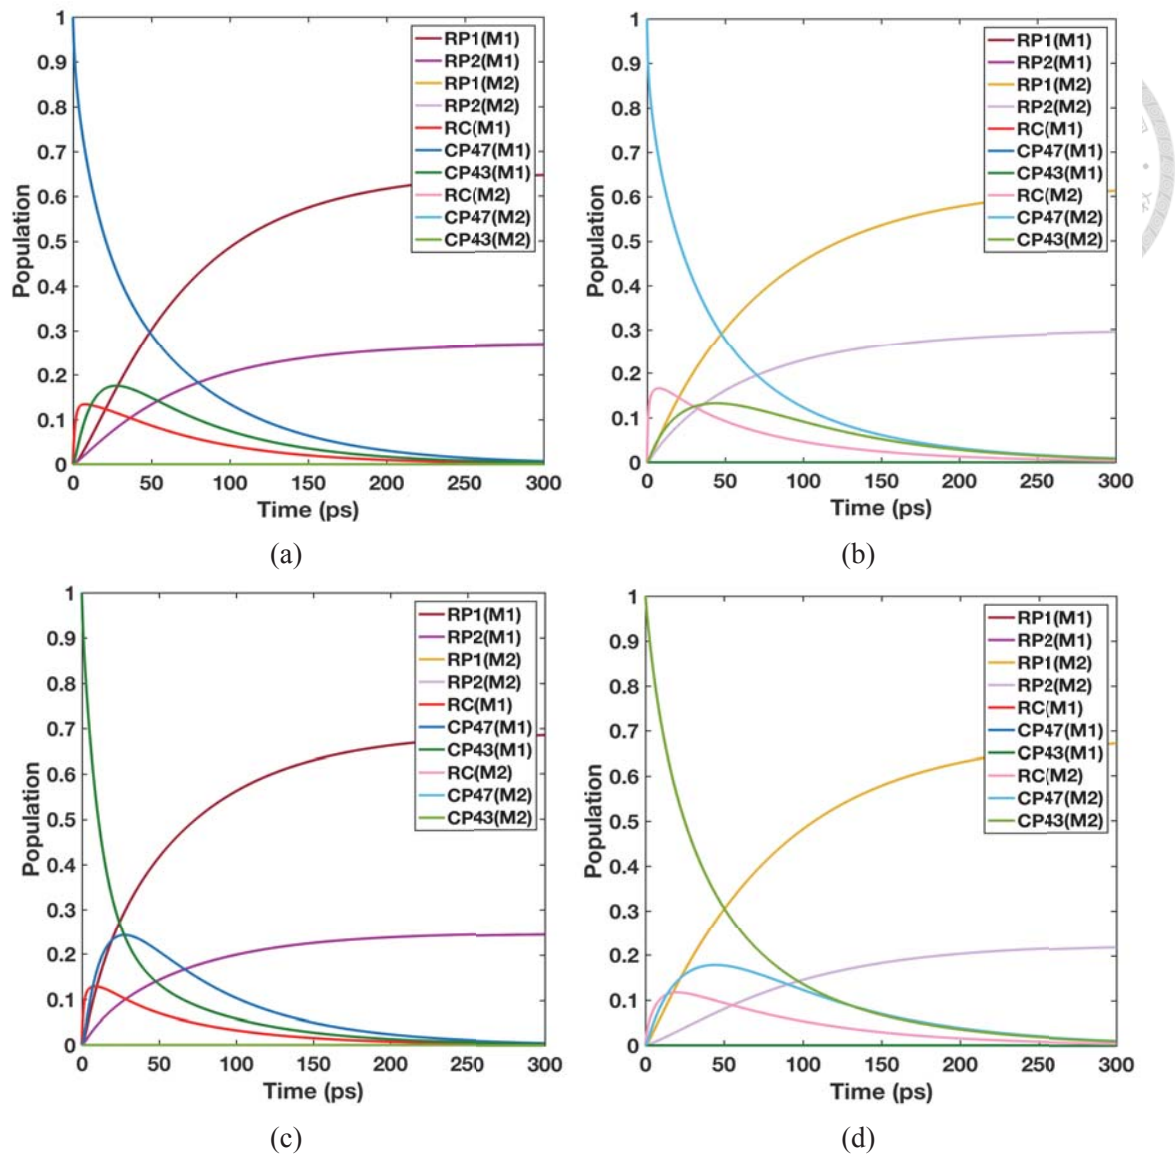 1
0.9
0.8
0.7
0.6
0.5
0.4
0.3
0.2
0.1
0
Population
0 50 100 150 200 250 300
Time (ps)
RP1(M1)
RP2(M1)
RP1(M2)
RP2(M2)
RC(M1)
CP47(M1)
CP43(M1)
RC(M2)
CP47(M2)
CP43(M2)
(a)
1
0.9
0.8
0.7
0.6
0.5
0.4
0.3
0.2
0.1
0
Population
0 50 100 150 200 250 300
Time (ps)
RP1(M1)
RP2(M1)
RP1(M2)
RP2(M2)
RC(M1)
CP47(M1)
CP43(M1)
RC(M2)
CP47(M2)
CP43(M2)
(b)
1
0.9
0.8
0.7
0.6
0.5
0.4
0.3
0.2
0.1
0
Population
0 50 100 150 200 250 300
Time (ps)
RP1(M1)
RP2(M1)
RP1(M2)
RP2(M2)
RC(M1)
CP47(M1)
CP43(M1)
RC(M2)
CP47(M2)
CP43(M2)
(c)
1
0.9
0.8
0.7
0.6
0.5
0.4
0.3
0.2
0.1
0
Population
0 50 100 150 200 250 300
Time (ps)
RP1(M1)
RP2(M1)
RP1(M2)
RP2(M2)
RC(M1)
CP47(M1)
CP43(M1)
RC(M2)
CP47(M2)
CP43(M2)
(d)